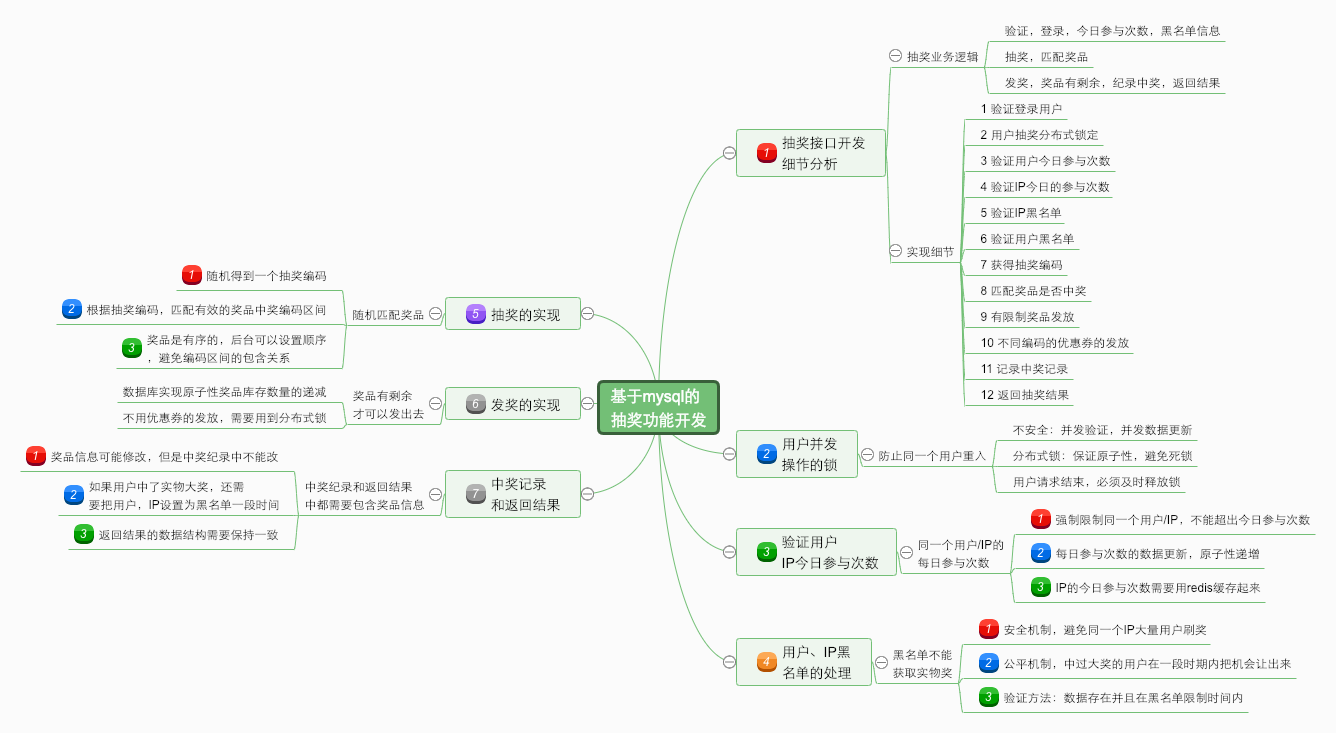 基于mysql的
抽奖功能开发
1
抽奖接口开发
细节分析
抽奖业务逻辑
验证，登录，今日参与次数，黑名单信息
抽奖，匹配奖品
发奖，奖品有剩余，纪录中奖，返回结果
实现细节
1 验证登录用户
2 用户抽奖分布式锁定
3 验证用户今日参与次数
4 验证IP今日的参与次数
5 验证IP黑名单
6 验证用户黑名单
7 获得抽奖编码
8 匹配奖品是否中奖
9 有限制奖品发放
10 不同编码的优惠券的发放
11 记录中奖记录
12 返回抽奖结果
2
用户并发
操作的锁
防止同一个用户重入
不安全：并发验证，并发数据更新
分布式锁：保证原子性，避免死锁
用户请求结束，必须及时释放锁
3
验证用户
IP今日参与次数
同一个用户/IP的
每日参与次数
1 强制限制同一个用户/IP，不能超出今日参与次数
2 每日参与次数的数据更新，原子性递增
3 IP的今日参与次数需要用redis缓存起来
4
用户、IP黑
名单的处理
黑名单不能
获取实物奖
1 安全机制，避免同一个IP大量用户刷奖
2 公平机制，中过大奖的用户在一段时期内把机会让出来
3 验证方法：数据存在并且在黑名单限制时间内
5 抽奖的实现
随机匹配奖品
1 随机得到一个抽奖编码
2 根据抽奖编码，匹配有效的奖品中奖编码区间
3 奖品是有序的，后台可以设置顺序
，避免编码区间的包含关系
6 发奖的实现
奖品有剩余
才可以发出去
数据库实现原子性奖品库存数量的递减
不用优惠券的发放，需要用到分布式锁
7
中奖记录
和返回结果
中奖纪录和返回结果
中都需要包含奖品信息
1 奖品信息可能修改，但是中奖纪录中不能改
2 如果用户中了实物大奖，还需
要把用户，IP设置为黑名单一段时间
3 返回结果的数据结构需要保持一致